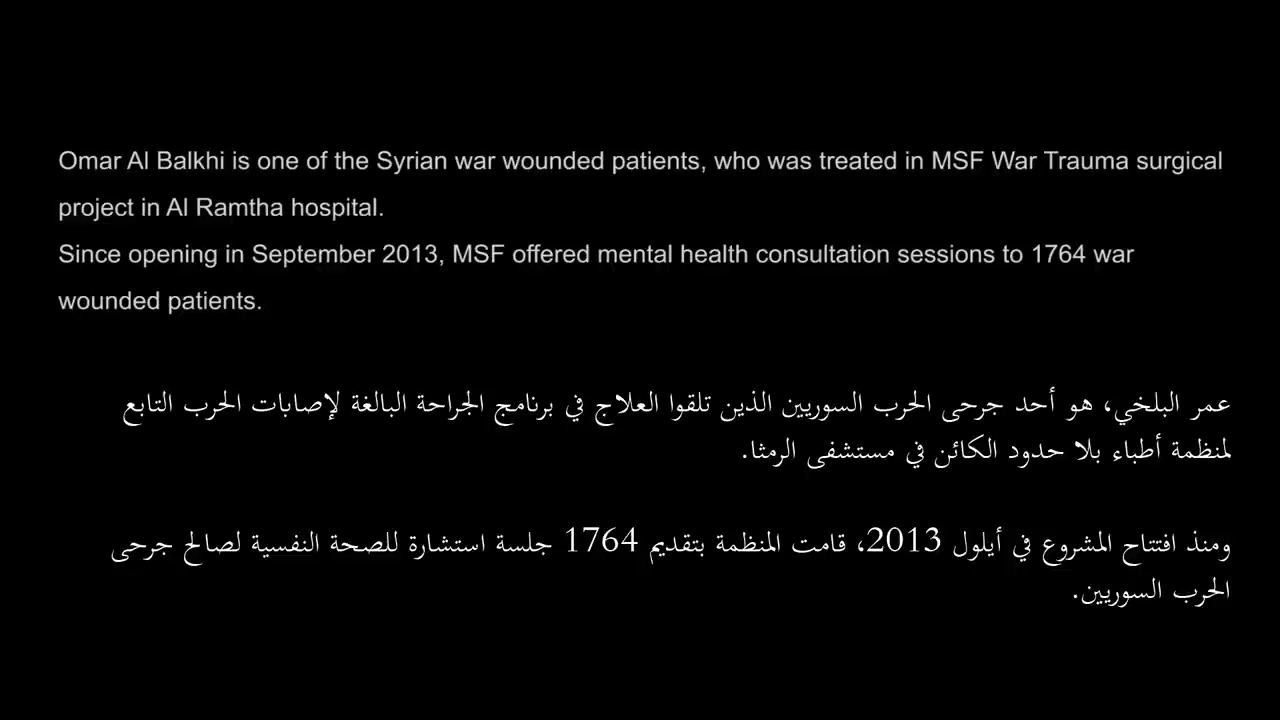 Omar Al Balkhi is one of the Syrian war wounded patients, who was treated in MSF War Trauma surgical
project in Al Ramtha hospital.
Since opening in September 2013, MSF offered mental health consultation sessions to 1764 war
wounded patients.
عمر البلخي، هو أحد جرحى الحرب السوريين الذين تلقوا العلاج في برنامج الجراحة البالغة لإصابات الحرب التابع
لمنظمة أطباء بلا حدود الكائن في مستشفى الرمثا.
ومنذ افتتاح المشروع في أيلول 2013، قامت المنظمة بتقديم 1764 جلسة استشارة للصحة النفسية لصالح جرحى
الحرب السوريين.